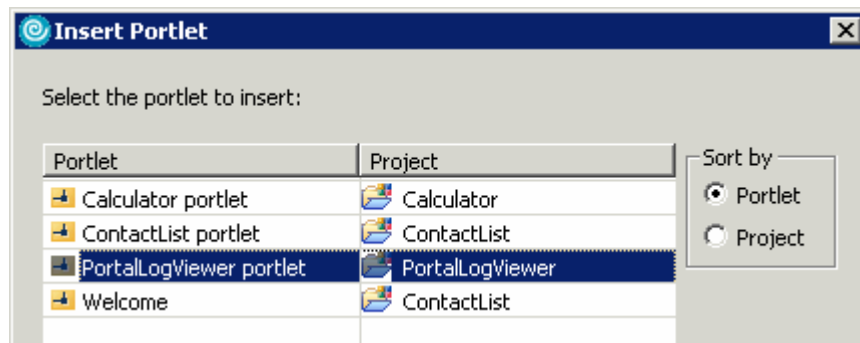 Insert Portlet
Select the portlet to insert:
Portlet Project Sort by
Calculator portlet Calculator Portlet
ContactList portlet ContactList Project
PortalLogViewer portlet PortalLogViewer
Welcome ContactList